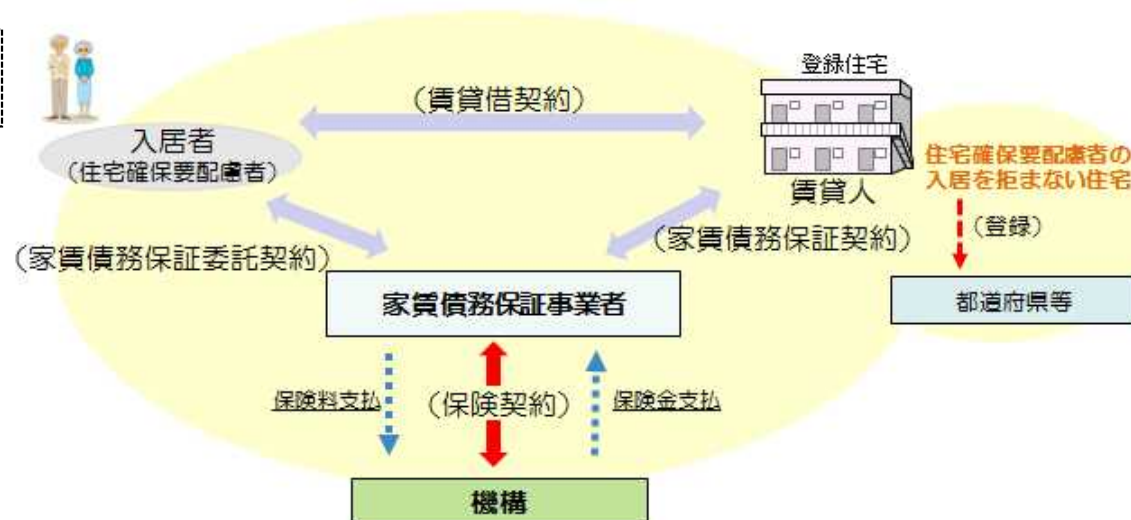 登録住宅
（賃貸借契約）
入居者
（住宅確保要配慮者）
賃貸人
住宅確保要配慮者の
入居を拒まない住宅
（登録）
（家賃債務保証委託契約）
（家賃債務保証契約）
家賃債務保証事業者
都道府県等
保険料支払
（保険契約）
保険金支払
機構